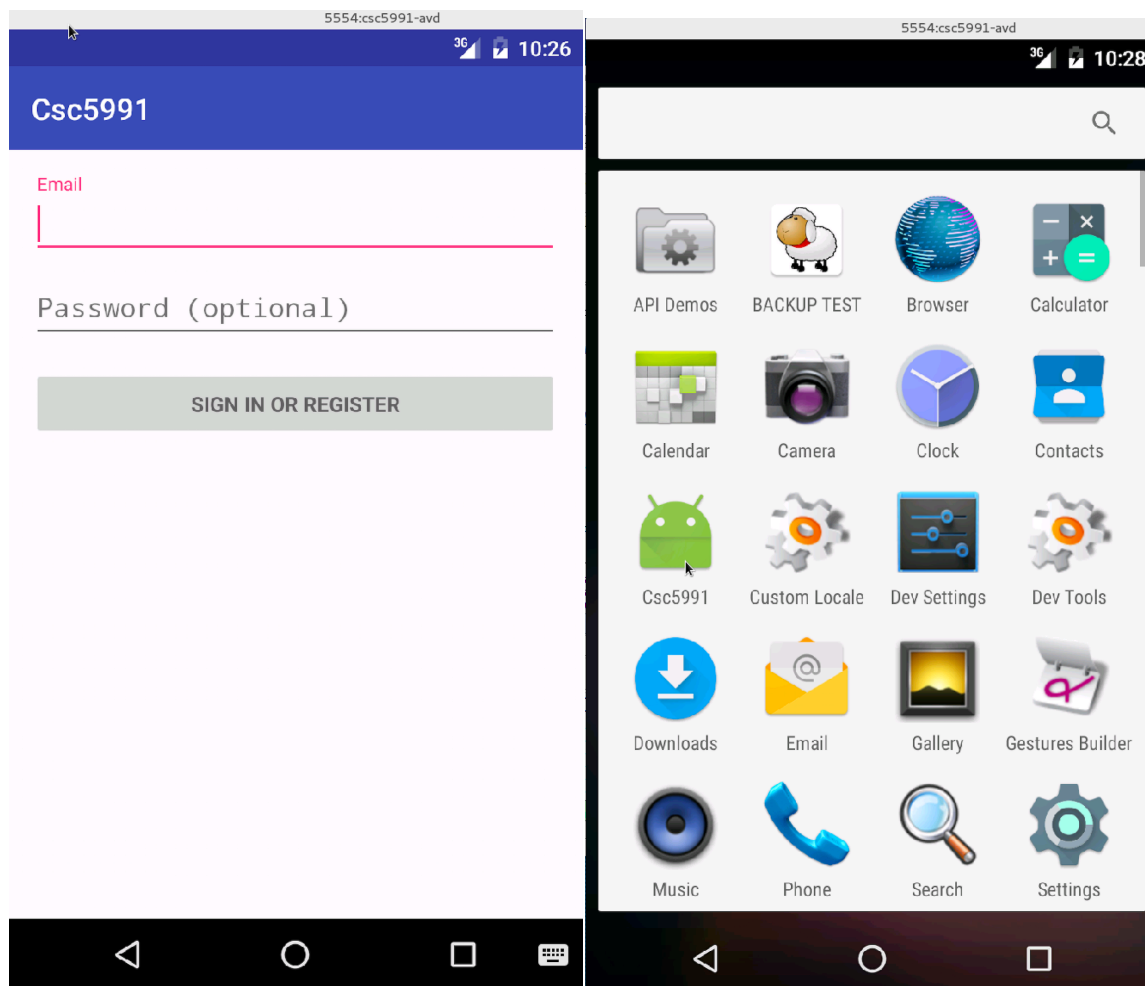 5554:csc5991-avd
3G 10:26
Csc5991
Email
Password (optional)
SIGN IN OR REGISTER
5554:csc5991-avd
3G 10:28
API Demos BACKUP TEST Browser Calculator
Calendar Camera Clock Contacts
Csc5991 Custom Locale Dev Settings Dev Tools
Downloads Email Gallery Gestures Builder
Music Phone Search Settings